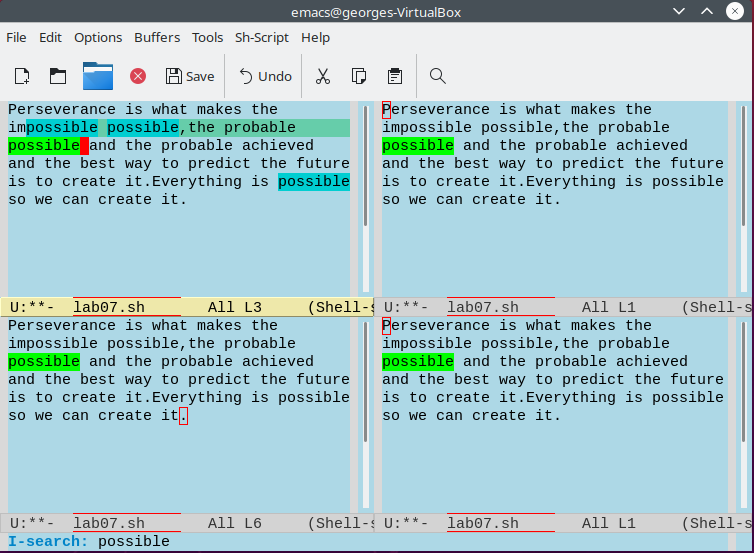 emacs@georges-VirtualBox
File Edit Options Buffers Tools Sh-Script Help
Save Undo
Perseverance is what makes the
impossible possible,the probable
possible and the probable achieved
and the best way to predict the future
is to create it.Everything is possible
so we can create it.
U:**- lab07.sh All L3 (Shell-s
Perseverance is what makes the
impossible possible,the probable
possible and the probable achieved
and the best way to predict the future
is to create it.Everything is possible
so we can create it.
U:**- lab07.sh All L1 (Shell-s
Perseverance is what makes the
impossible possible,the probable
possible and the probable achieved
and the best way to predict the future
is to create it.Everything is possible
so we can create it.
U:**- lab07.sh All L6 (Shell-s
Perseverance is what makes the
impossible possible,the probable
possible and the probable achieved
and the best way to predict the future
is to create it.Everything is possible
so we can create it.
U:**- lab07.sh All L1 (Shell-s
I-search: possible